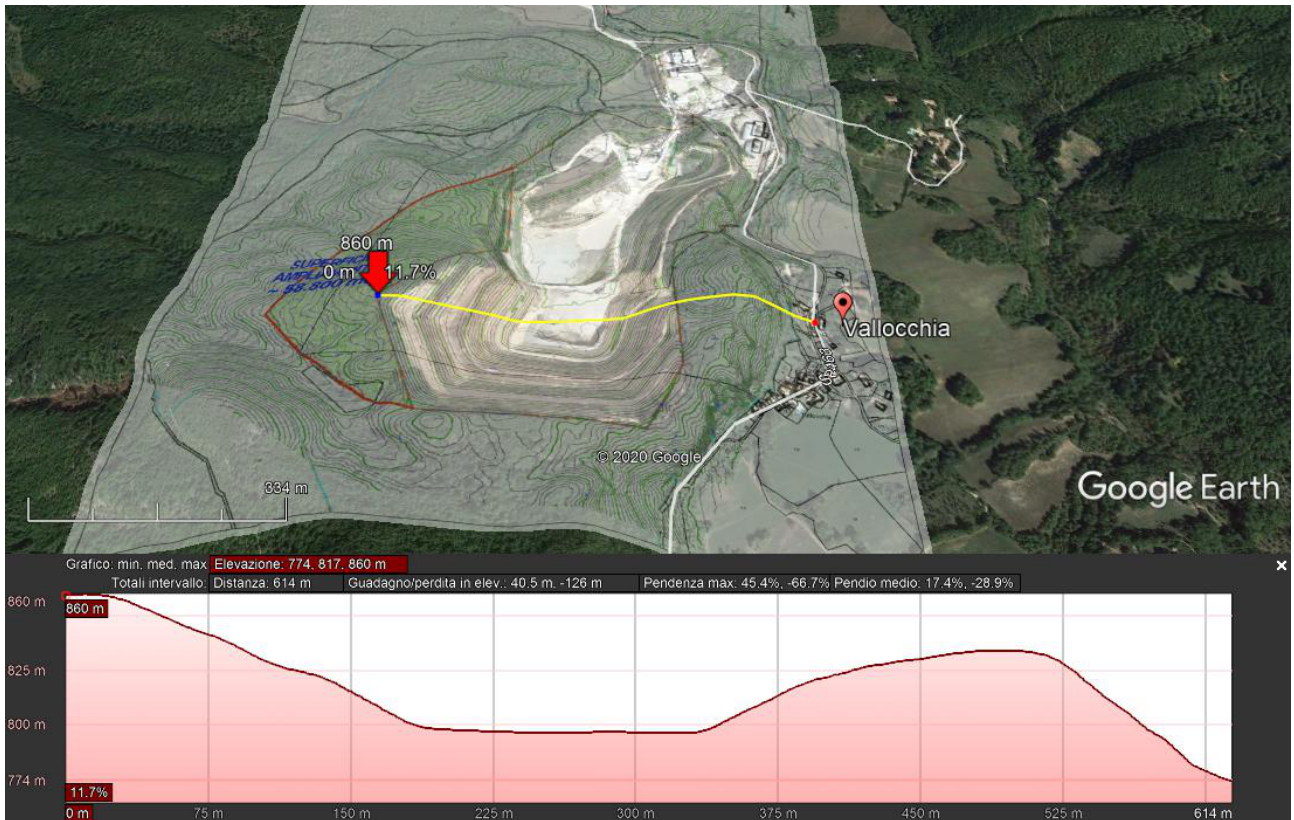 860 m
SUPERFICIE
0 m 11.7%
~ 58.800 m
Vallocchia
© 2020 Google
334 m
Google Earth
Grafico: min. med. max Elevazione: 774, 817, 860 m
Totali intervallo: Distanza: 614 m Guadagno/perdita in elev.: 40.5 m. -126 m Pendenza max: 45.4%, -66.7% Pendio medio: 17.4%, -28.9%
860 m
860 m
825 m
800 m
774 m
11.7%
0 m 75 m 150 m 225 m 300 m 375 m 450 m 525 m 614 m